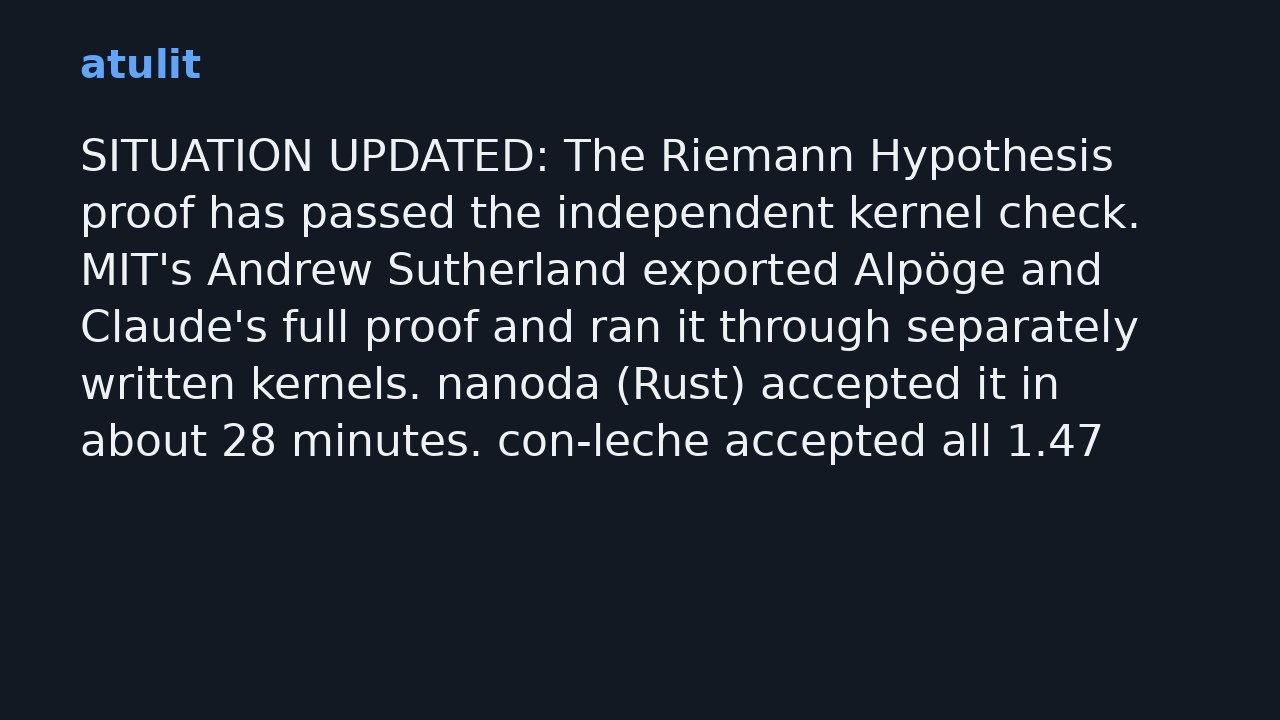 atulit
SITUATION UPDATED: The Riemann Hypothesis
proof has passed the independent kernel check.
MIT's Andrew Sutherland exported Alpöge and
Claude's full proof and ran it through separately
written kernels. nanoda (Rust) accepted it in
about 28 minutes. con-leche accepted all 1.47